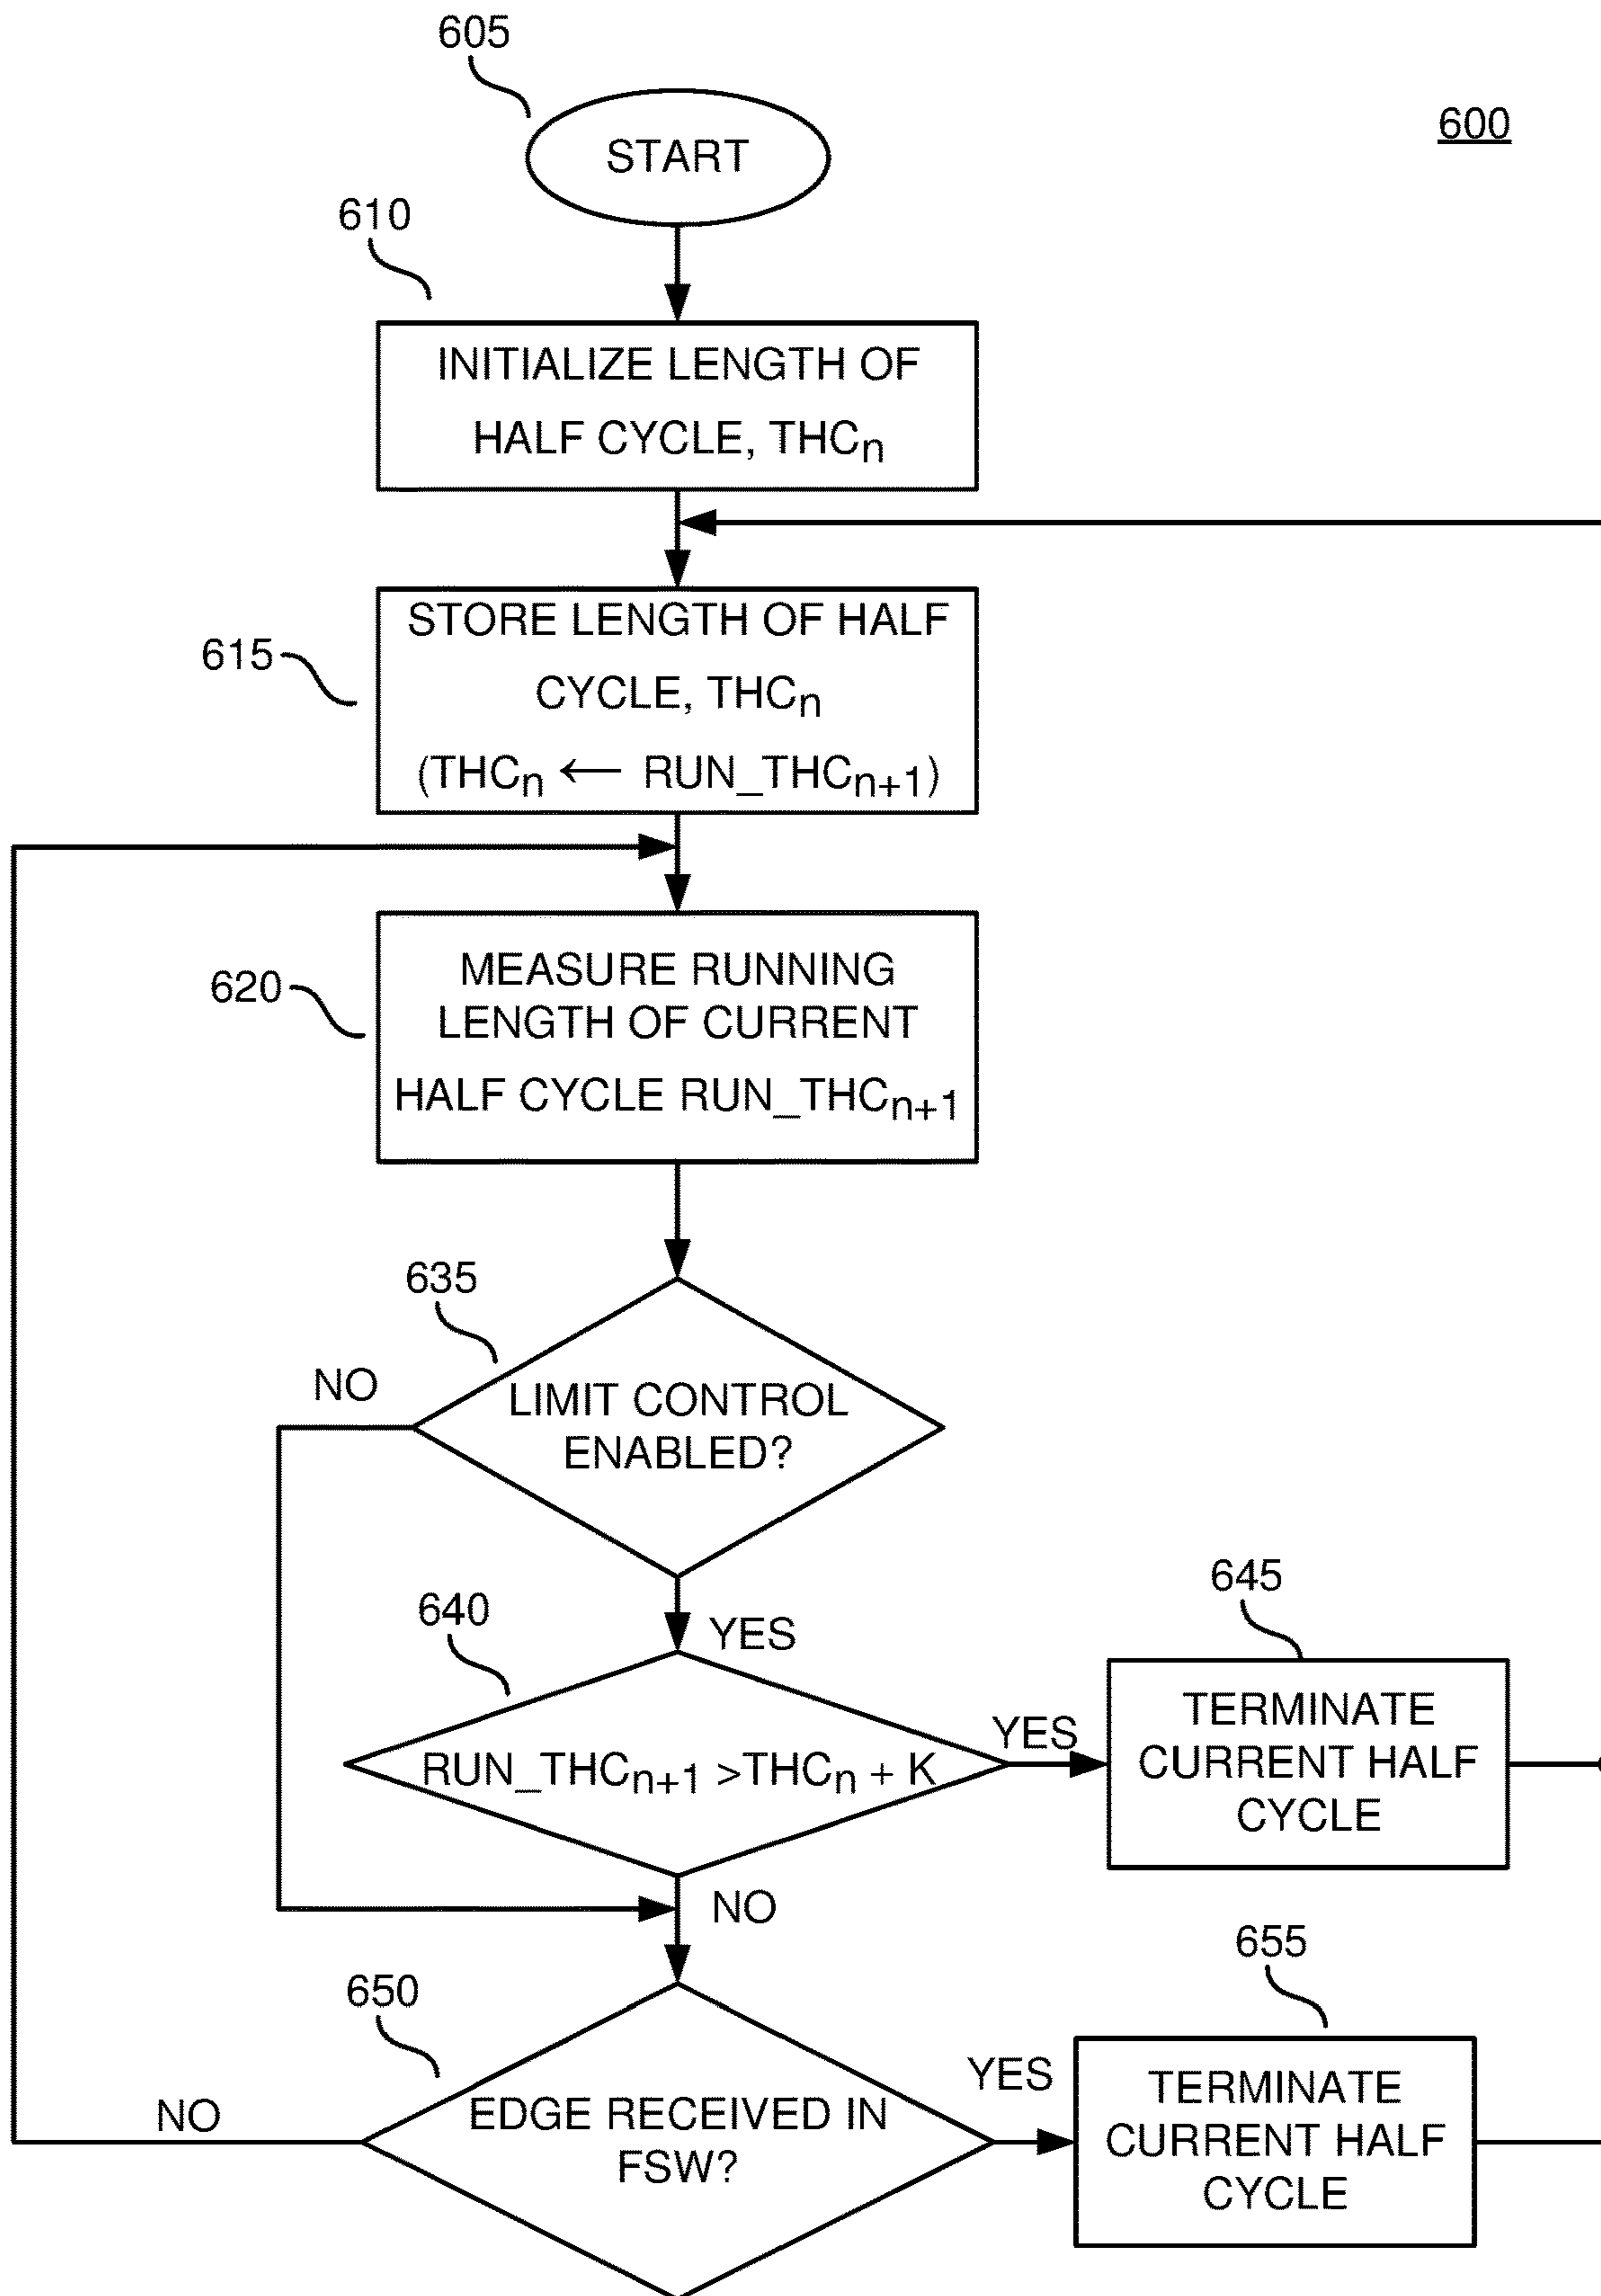 605
600
START
610
INITIALIZE LENGTH OF
HALF CYCLE, THCn
615
STORE LENGTH OF HALF
CYCLE, THCn
(THCn ← RUN_THCn+1)
620
MEASURE RUNNING
LENGTH OF CURRENT
HALF CYCLE RUN_THCn+1
635
NO
LIMIT CONTROL
ENABLED?
640
YES
645
RUN_THCn+1 >THCn + K
YES
TERMINATE
CURRENT HALF
CYCLE
NO
650
655
NO
EDGE RECEIVED IN
FSW?
YES
TERMINATE
CURRENT HALF
CYCLE